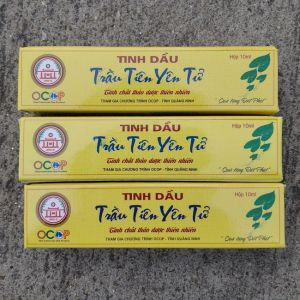 TINH DẦU
Hộp 10ml
Trầu Tiên Yên Tử
Tinh chất thảo dược thiên nhiên
OCOP
THAM GIA CHƯƠNG TRÌNH OCOP - TỈNH QUẢNG NINH
TINH DẦU
Hộp 10ml
Trầu Tiên Yên Tử
Tinh chất thảo dược thiên nhiên
OCOP
THAM GIA CHƯƠNG TRÌNH OCOP - TỈNH QUẢNG NINH
TINH DẦU
Hộp 10ml
Trầu Tiên Yên Tử
Tinh chất thảo dược thiên nhiên
OCOP
THAM GIA CHƯƠNG TRÌNH OCOP - TỈNH QUẢNG NINH